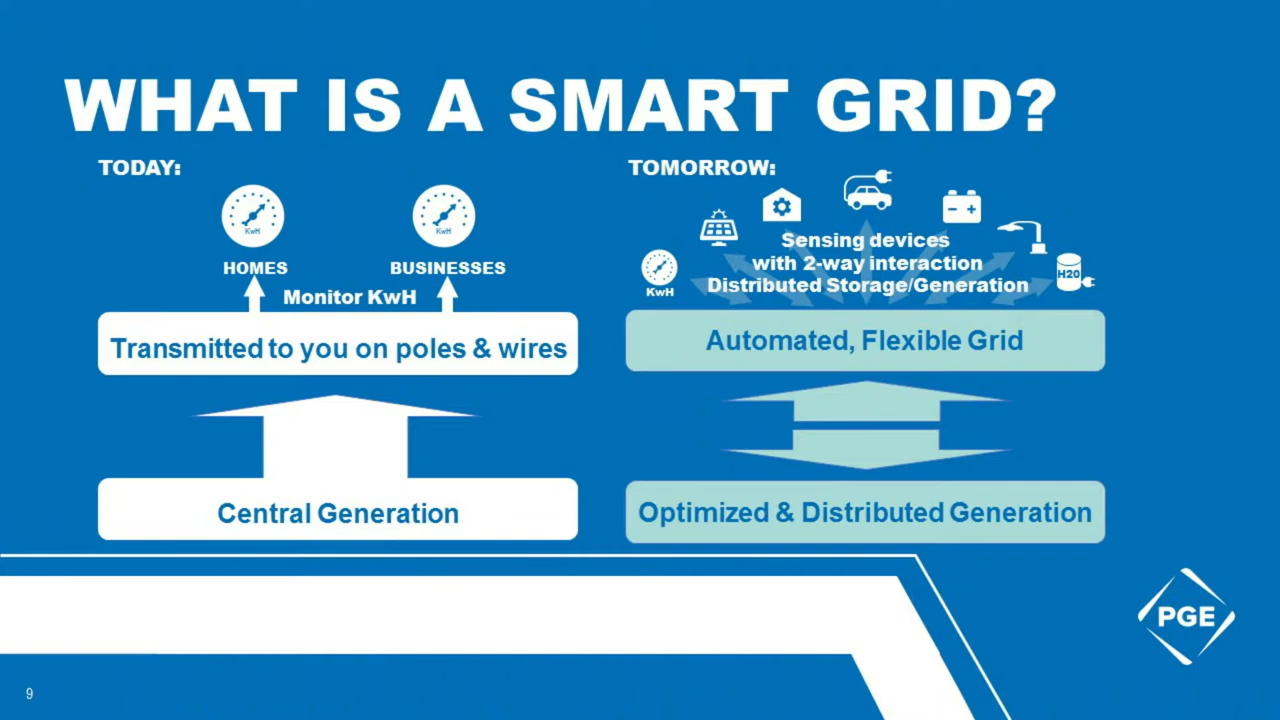 WHAT IS A SMART GRID?
TODAY:
KwH
KwH
HOMES
BUSINESSES
Monitor KwH
Transmitted to you on poles & wires
Central Generation
TOMORROW:
Sensing devices
with 2-way interaction
Distributed Storage/Generation
KwH
H20
Automated, Flexible Grid
Optimized & Distributed Generation
PGE
9